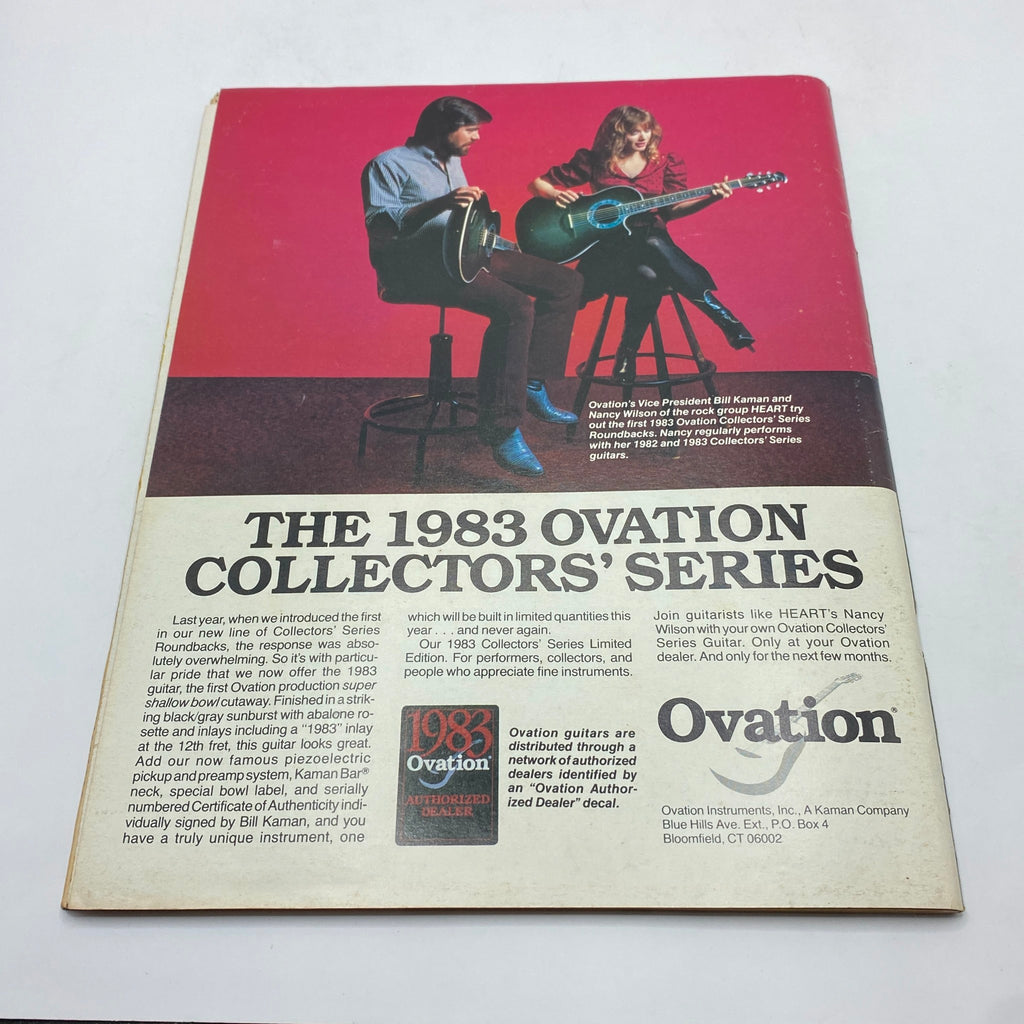 Ovation's Vice President Bill Kaman and
Nancy Wilson of the rock group HEART try
out the first 1983 Ovation Collectors' Series
Roundbacks. Nancy regularly performs
with her 1982 and 1983 Collectors' Series
guitars.
THE 1983 OVATION
COLLECTORS' SERIES
Last year, when we introduced the first
in our new line of Collectors' Series
Roundbacks, the response was abso-
lutely overwhelming. So it's with particu-
lar pride that we now offer the 1983
guitar, the first Ovation production super
shallow bowl cutaway. Finished in a strik-
ing black/gray sunburst with abalone ro-
sette and inlays including a "1983" inlay
at the 12th fret, this guitar looks great.
Add our now famous piezoelectric
pickup and preamp system, Kaman Bar®
neck, special bowl label, and serially
numbered Certificate of Authenticity indi-
vidually signed by Bill Kaman, and you
have a truly unique instrument, one
which will be built in limited quantities this
year . . . and never again.
Our 1983 Collectors' Series Limited
Edition. For performers, collectors, and
people who appreciate fine instruments.
1983
Ovation®
AUTHORIZED
DEALER
Ovation guitars are
distributed through a
network of authorized
dealers identified by
an "Ovation Author-
ized Dealer" decal.
Join guitarists like HEART's Nancy
Wilson with your own Ovation Collectors'
Series Guitar. Only at your Ovation
dealer. And only for the next few months.
Ovation®
Ovation Instruments, Inc., A Kaman Company
Blue Hills Ave. Ext., P.O. Box 4
Bloomfield, CT 06002